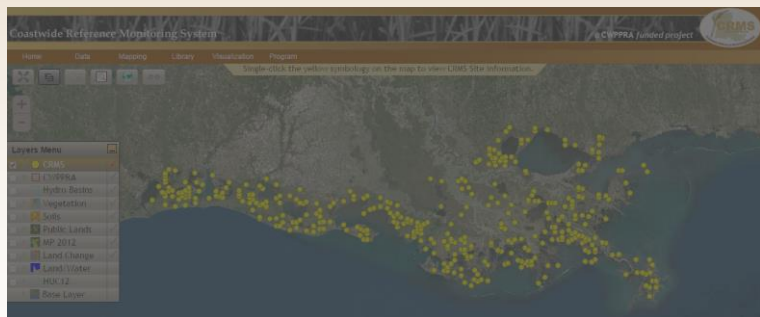 Coastwide Reference Monitoring System
a CWPPRA funded project
CRMS
Home Data Mapping Library Visualization Program
Single-click the yellow symbology on the map to View CRMS Site Information.
+
−
Layers Menu
CRMS
CWPPRA
Hydro Basins
Vegetation
Soils
Public Lands
MP 2012
Land Change
Land/Water
HUC12
Base Layer